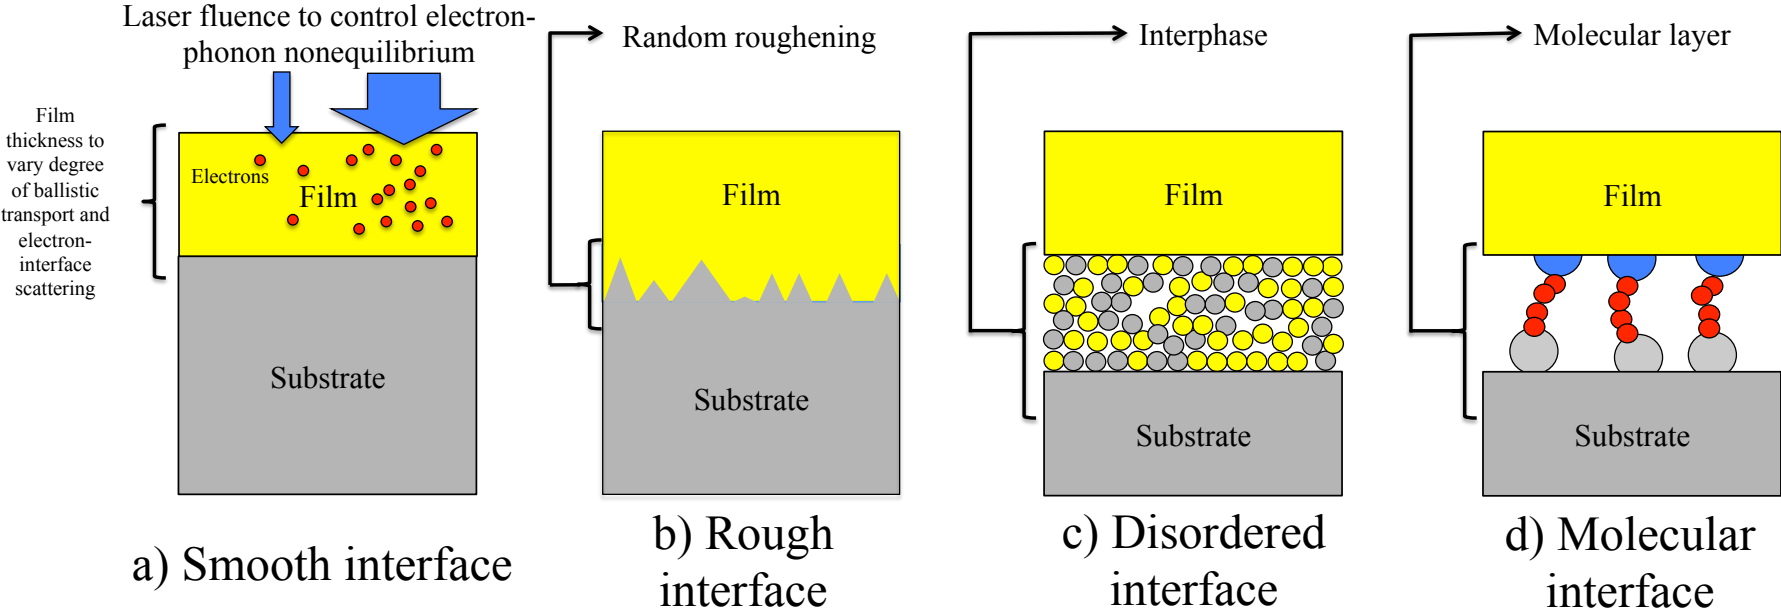 Laser fluence to control electron-
phonon nonequilibrium
Film
thickness to
vary degree
of ballistic
transport and
electron-
interface
scattering
Electrons
Film
Substrate
a) Smooth interface
Random roughening
Film
Substrate
b) Rough
interface
Interphase
Film
Substrate
c) Disordered
interface
Molecular layer
Film
Substrate
d) Molecular
interface